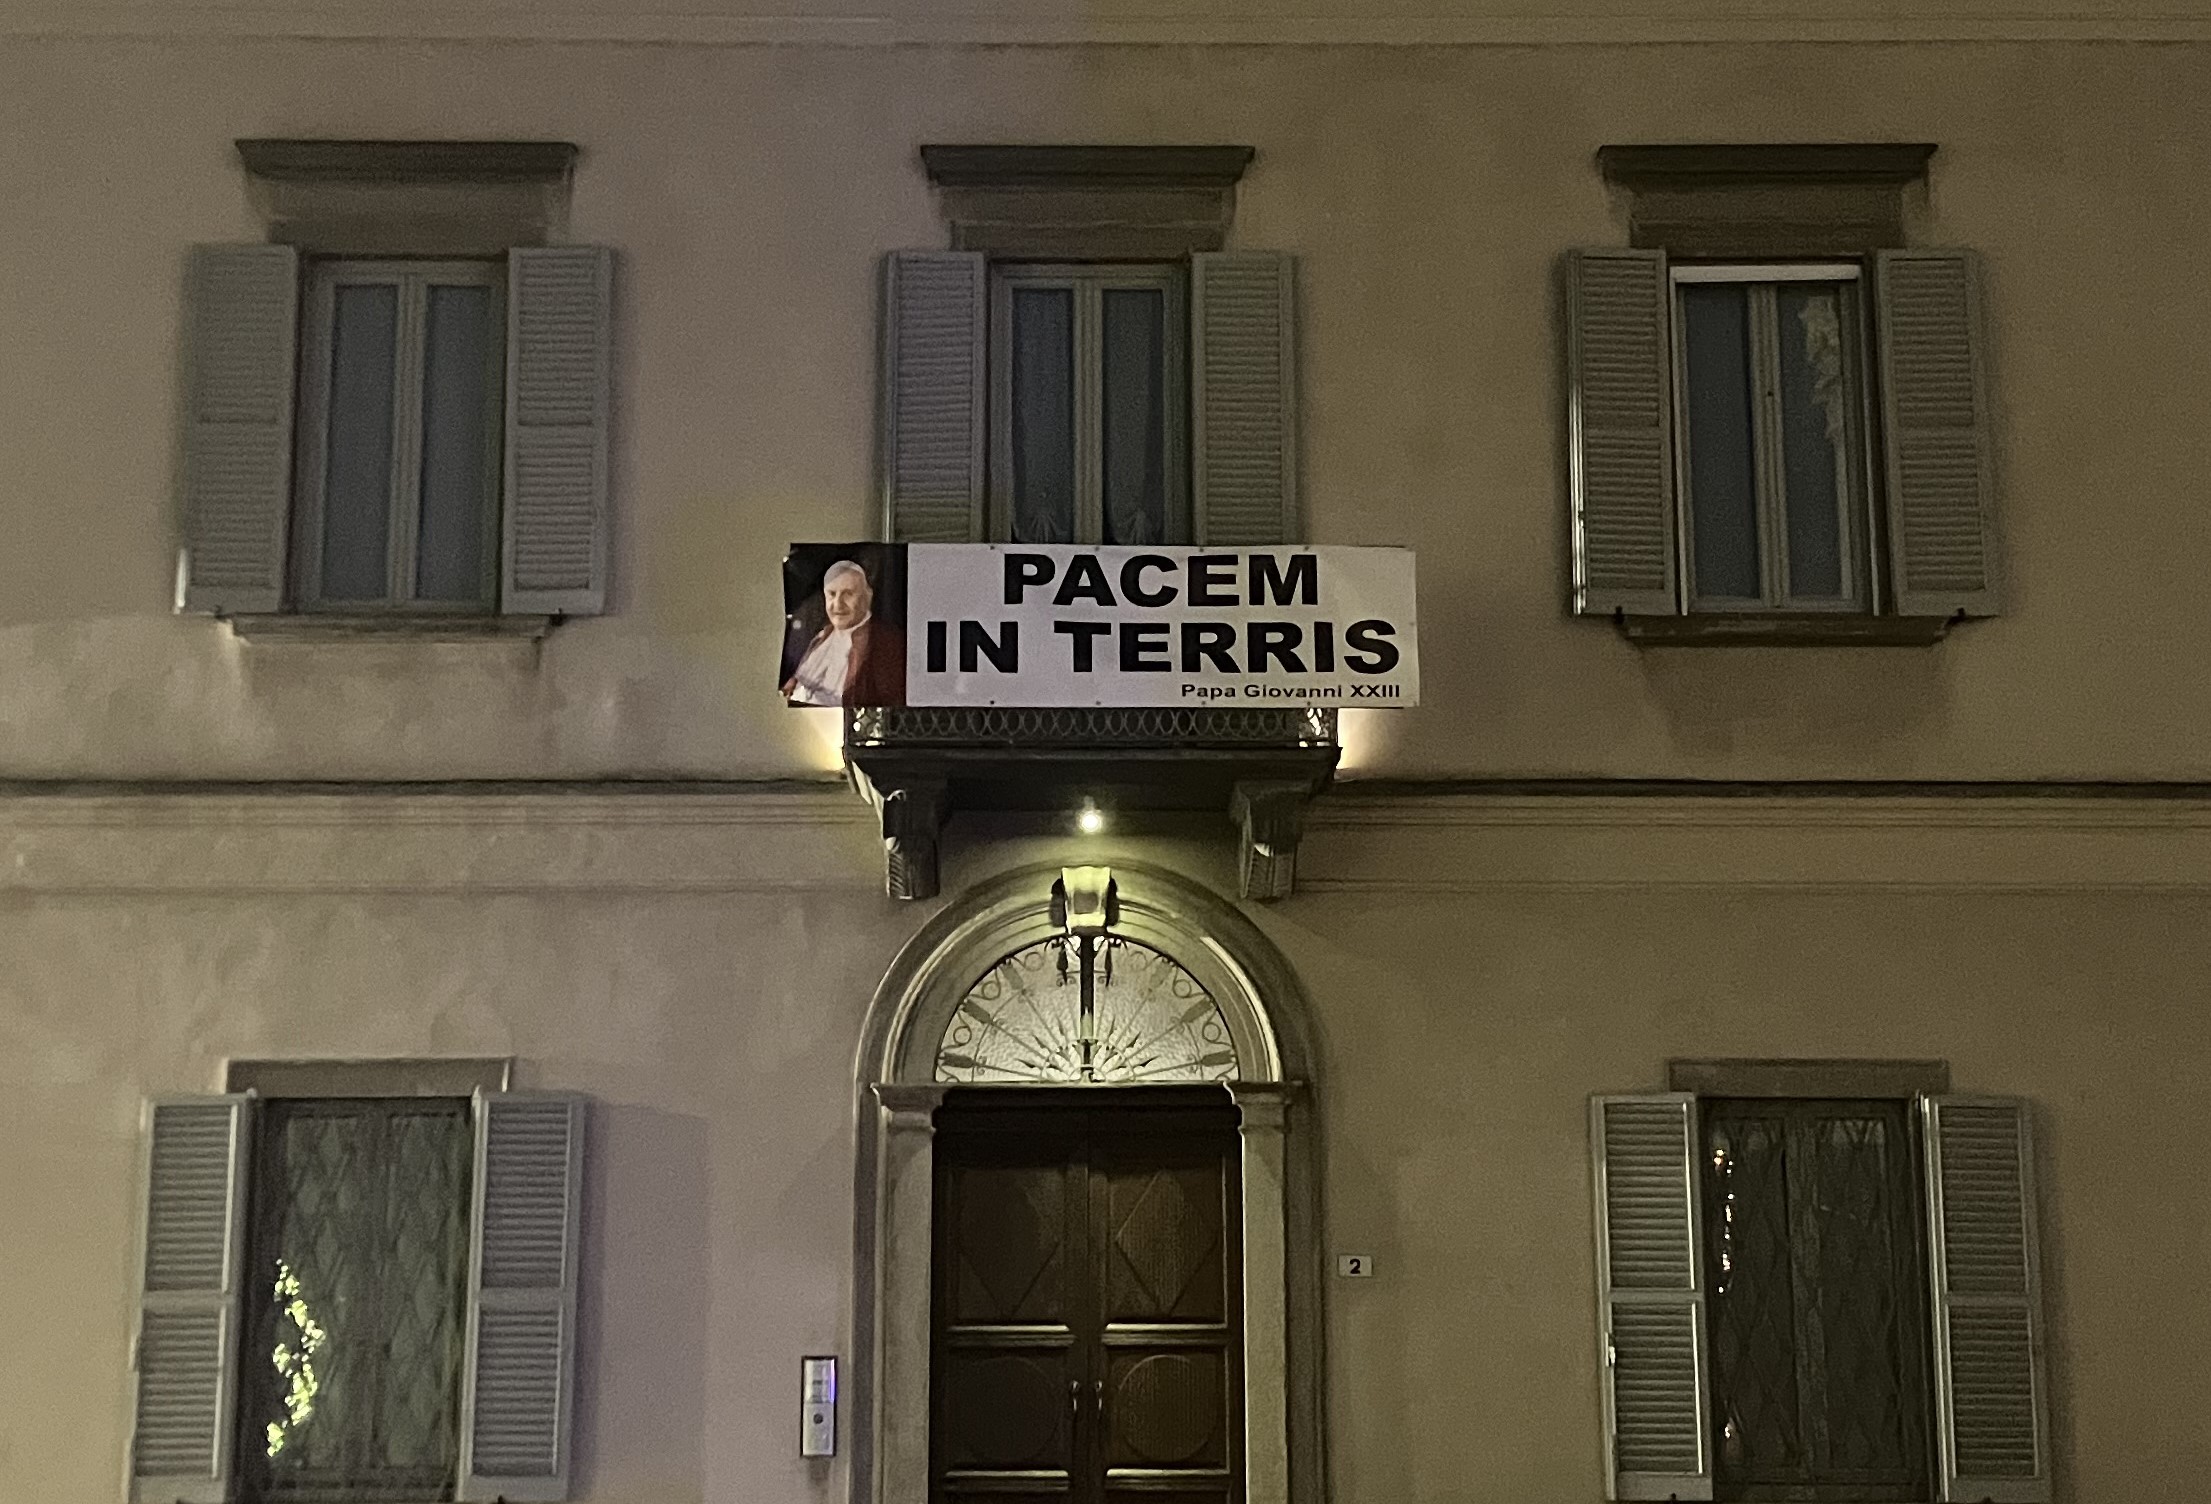 PACEM
IN TERRIS
Papa Giovanni XXIII
2